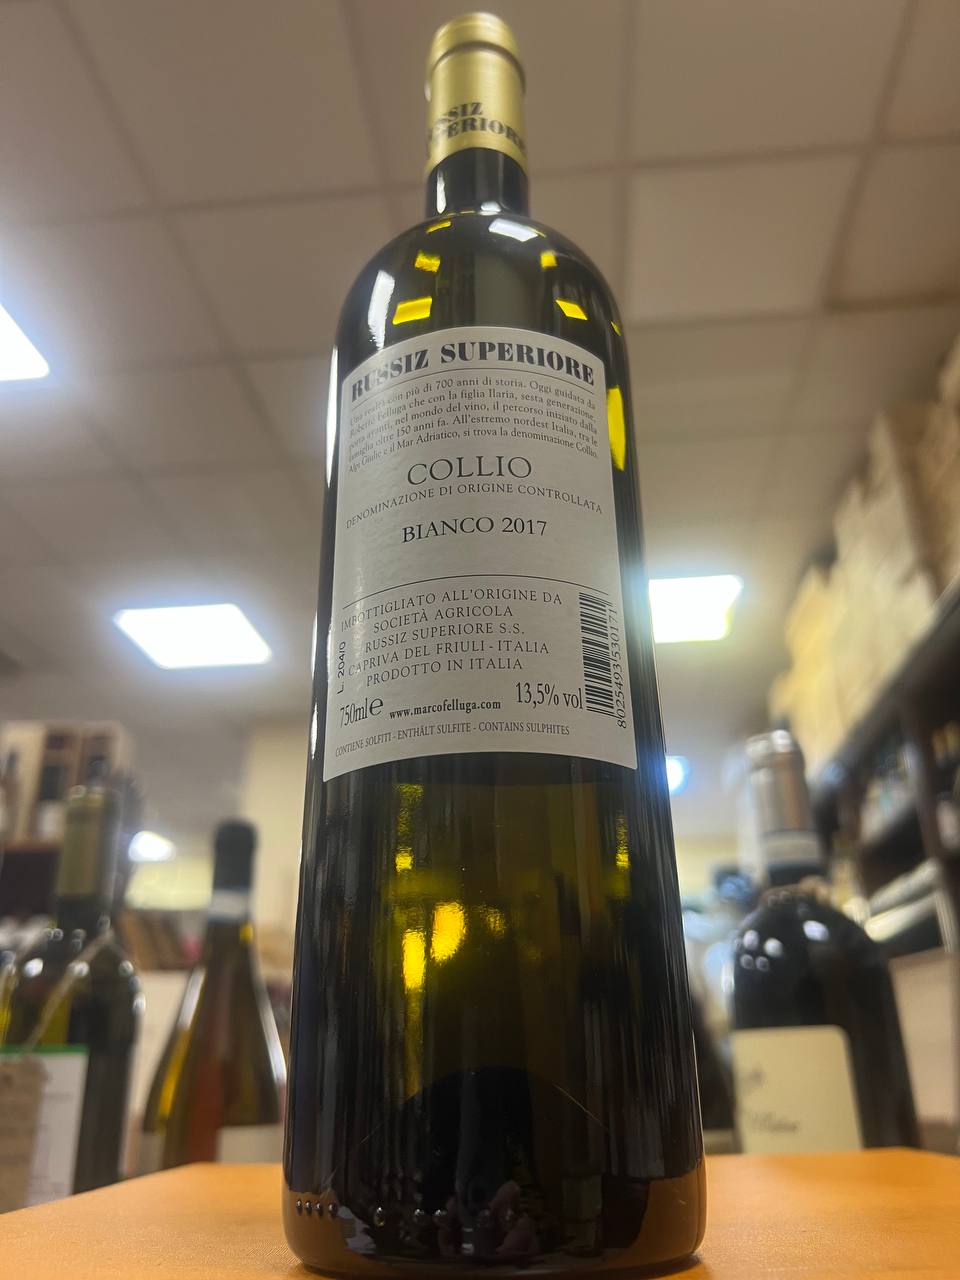 RUSSIZ
SUPERIORE
RUSSIZ SUPERIORE
Una realtà con più di 700 anni di storia. Oggi guidata da
Roberto Felluga che con la figlia Ilaria, sesta generazione,
porta avanti, nel mondo del vino, il percorso iniziato dalla
famiglia oltre 150 anni fa. All'estremo nordest Italia, tra le
Alpi Giulie e il Mar Adriatico, si trova la denominazione Collio.
COLLIO
DENOMINAZIONE DI ORIGINE CONTROLLATA
BIANCO 2017
IMBOTTIGLIATO ALL'ORIGINE DA
SOCIETÀ AGRICOLA
RUSSIZ SUPERIORE S.S.
CAPRIVA DEL FRIULI - ITALIA
PRODOTTO IN ITALIA
L. 204/0
750ml e www.marcofelluga.com 13,5% vol
CONTIENE SOLFITI - ENTHÄLT SULFITE - CONTAINS SULPHITES
8025493530171